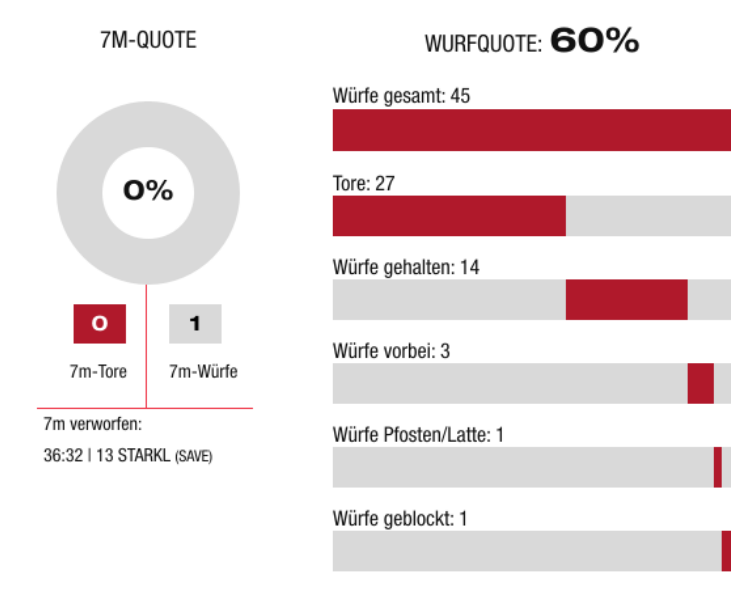 7M-QUOTE
0%
0
1
7m-Tore
7m-Würfe
7m verworfen:
36:32 | 13 STARKL (SAVE)
WURFQUOTE: 60%
Würfe gesamt: 45
Tore: 27
Würfe gehalten: 14
Würfe vorbei: 3
Würfe Pfosten/Latte: 1
Würfe geblockt: 1